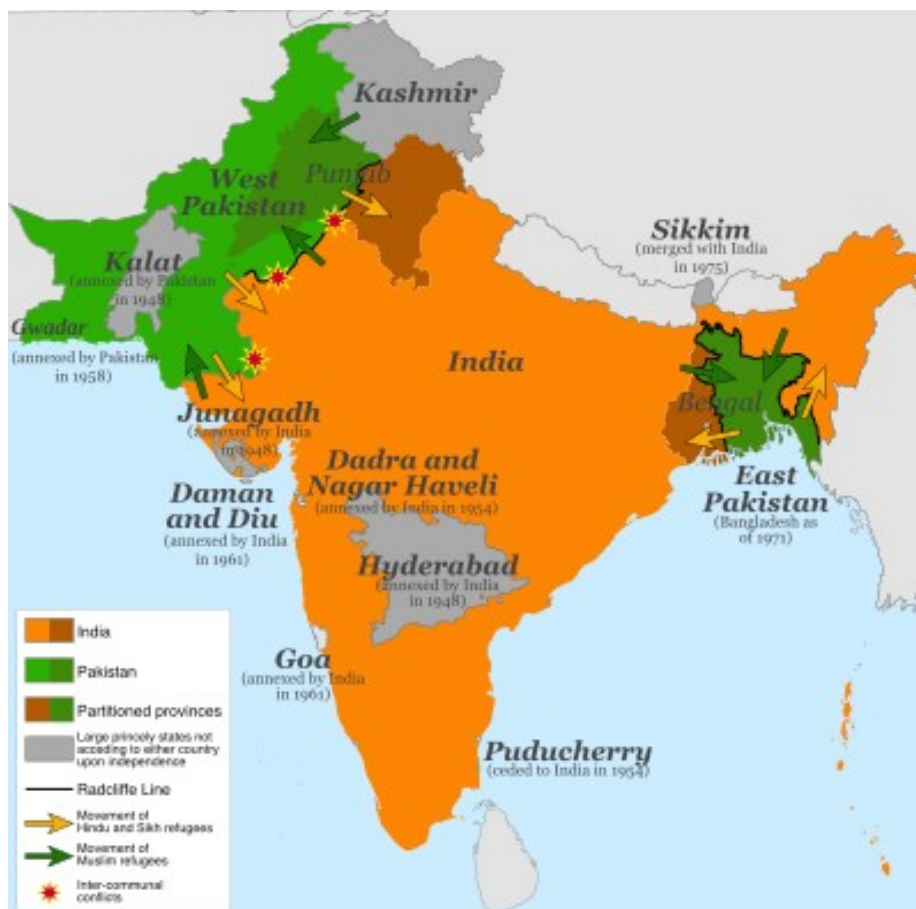 Kashmir
Punjab
West
Pakistan
Sikkim
(merged with India
in 1975)
Kalat
(annexed by Pakistan
in 1948)
Gwadar
(annexed by Pakistan
in 1958)
India
Bengal
Junagadh
(annexed by India
in 1948)
Dadra and
Nagar Haveli
(annexed by India in 1954)
East
Pakistan
(Bangladesh as
of 1971)
Daman
and Diu
(annexed by India
in 1961)
Hyderabad
(annexed by India
in 1948)
Goa
(annexed by India
in 1961)
Puducherry
(ceded to India in 1954)
India
Pakistan
Partitioned provinces
Large princely states not
acceding to either country
upon independence
Radcliffe Line
Movement of
Hindu and Sikh refugees
Movement of
Muslim refugees
Inter-communal
conflicts